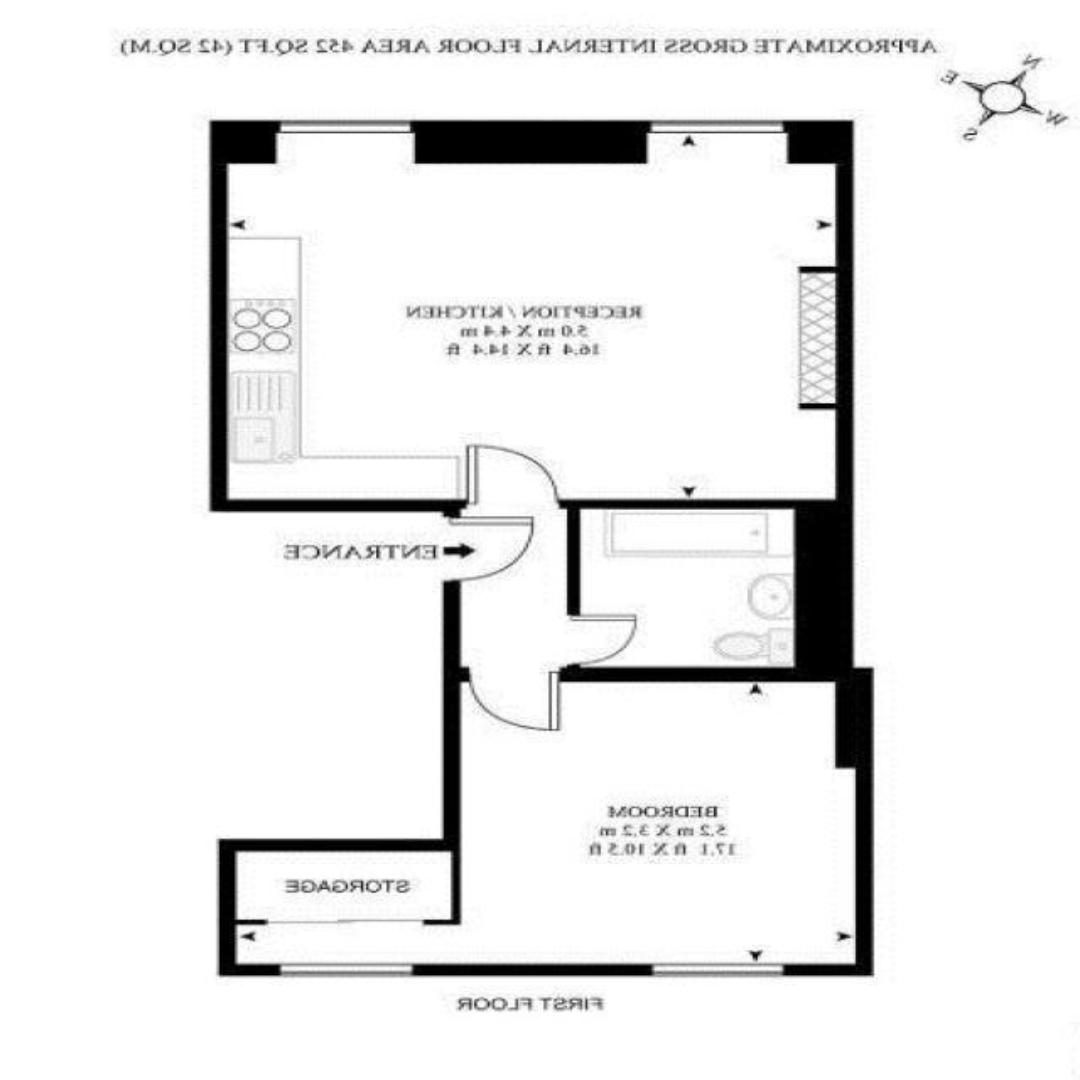 APPROXIMATE GROSS INTERNAL FLOOR AREA 452 SQ.FT (42 SQ.M)
N
E
W
S
RECEPTION / KITCHEN
5.0 m X 4.4 m
16.4 ft X 14.4 ft
ENTRANCE
BEDROOM
5.2 m X 3.2 m
17.1 ft X 10.5 ft
STORGAGE
FIRST FLOOR